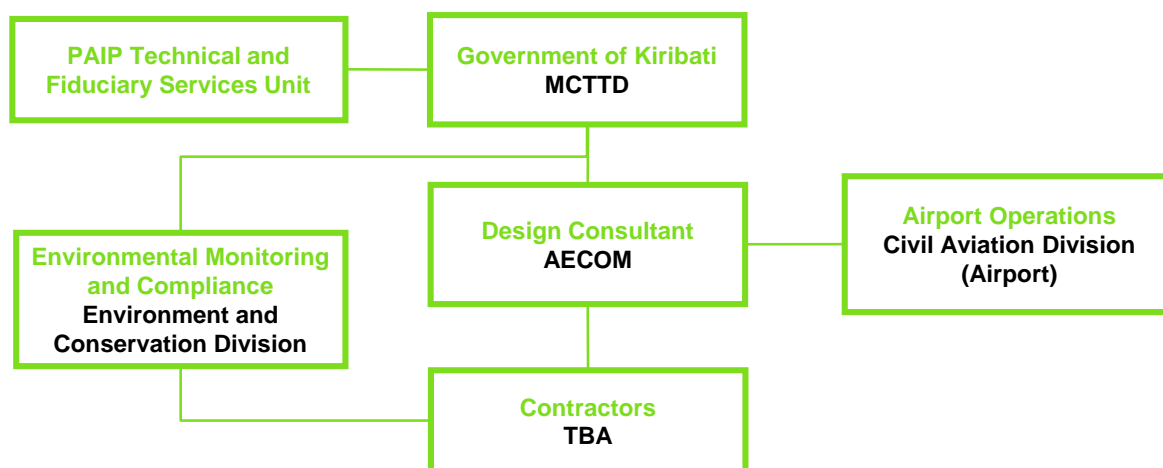 PAIP Technical and
Fiduciary Services Unit
Government of Kiribati
MCTTD
Design Consultant
AECOM
Airport Operations
Civil Aviation Division
(Airport)
Environmental Monitoring
and Compliance
Environment and
Conservation Division
Contractors
TBA